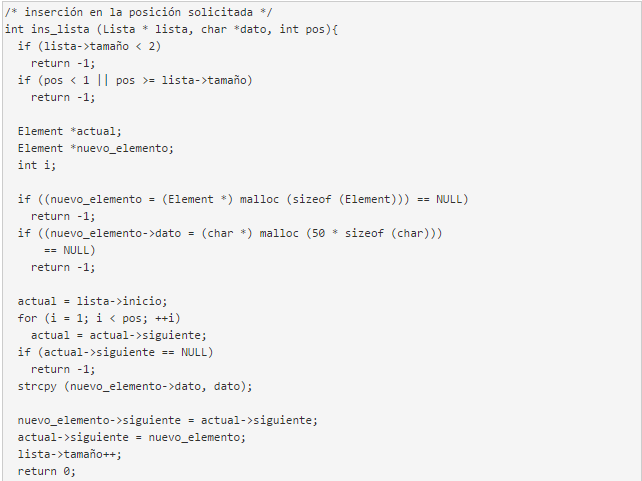 /* inserción en la posición solicitada */
int ins_lista (Lista * lista, char *dato, int pos){
  if (lista->tamaño < 2)
    return -1;
  if (pos < 1 || pos >= lista->tamaño)
    return -1;

  Element *actual;
  Element *nuevo_elemento;
  int i;

  if ((nuevo_elemento = (Element *) malloc (sizeof (Element))) == NULL)
    return -1;
  if ((nuevo_elemento->dato = (char *) malloc (50 * sizeof (char)))
      == NULL)
    return -1;

  actual = lista->inicio;
  for (i = 1; i < pos; ++i)
    actual = actual->siguiente;
  if (actual->siguiente == NULL)
    return -1;
  strcpy (nuevo_elemento->dato, dato);

  nuevo_elemento->siguiente = actual->siguiente;
  actual->siguiente = nuevo_elemento;
  lista->tamaño++;
  return 0;